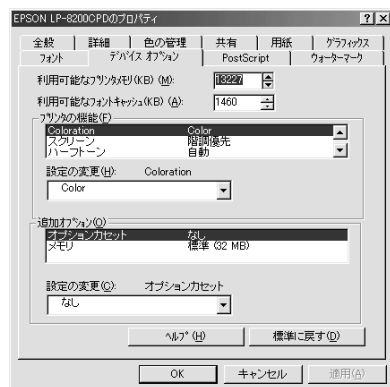 EPSON LP-8200CPDのプロパティ
全般 詳細 色の管理 共有 用紙 グラフィックス
フォント デバイス オプション PostScript ウォーターマーク
利用可能なプリンタメモリ(KB) (M): 13227
利用可能なフォントキャッシュ(KB) (A): 1460
プリンタの機能(F)
Coloration Color
スクリーン 階調優先
ハーフトーン 自動
設定の変更(H): Coloration
Color
追加オプション(O)
オプションカセット なし
メモリ 標準 (32 MB)
設定の変更(C): オプションカセット
なし
ヘルプ (H) 標準に戻す(D)
OK キャンセル 適用(A)